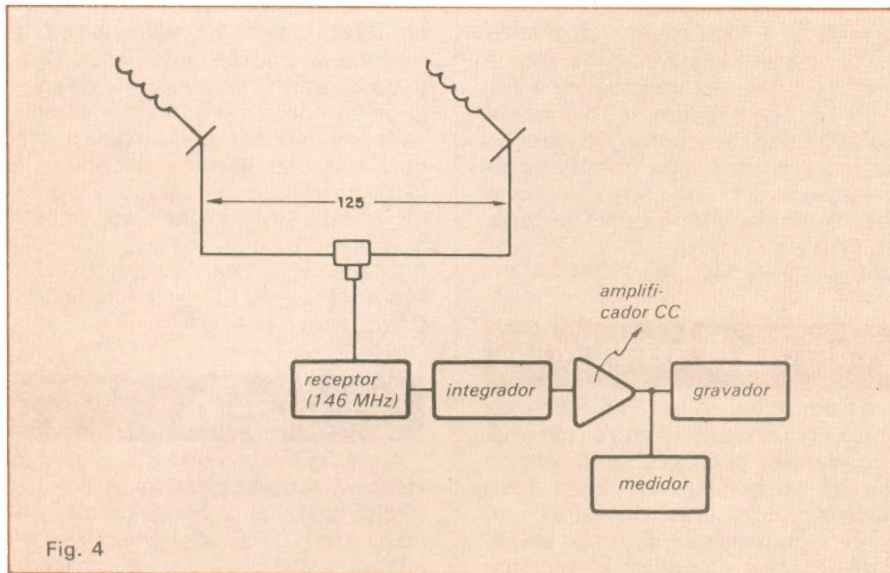 125
amplifi-
cador CC
receptor
(146 MHz)
integrador
gravador
medidor
Fig. 4